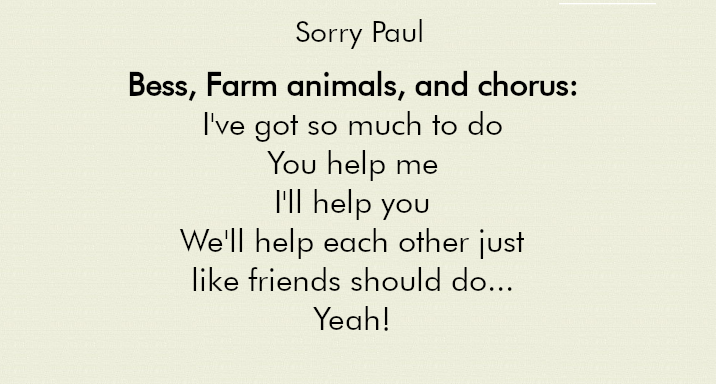 Sorry Paul
Bess, Farm animals, and chorus:
I've got so much to do
You help me
I'll help you
We'll help each other just
like friends should do...
Yeah!